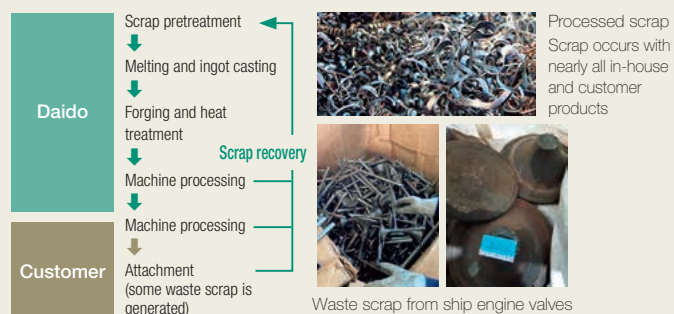 Daido
Scrap pretreatment
Melting and ingot casting
Forging and heat
treatment
Machine processing
Scrap recovery
Customer
Machine processing
Attachment
(some waste scrap is
generated)
Processed scrap
Scrap occurs with
nearly all in-house
and customer
products
Waste scrap from ship engine valves